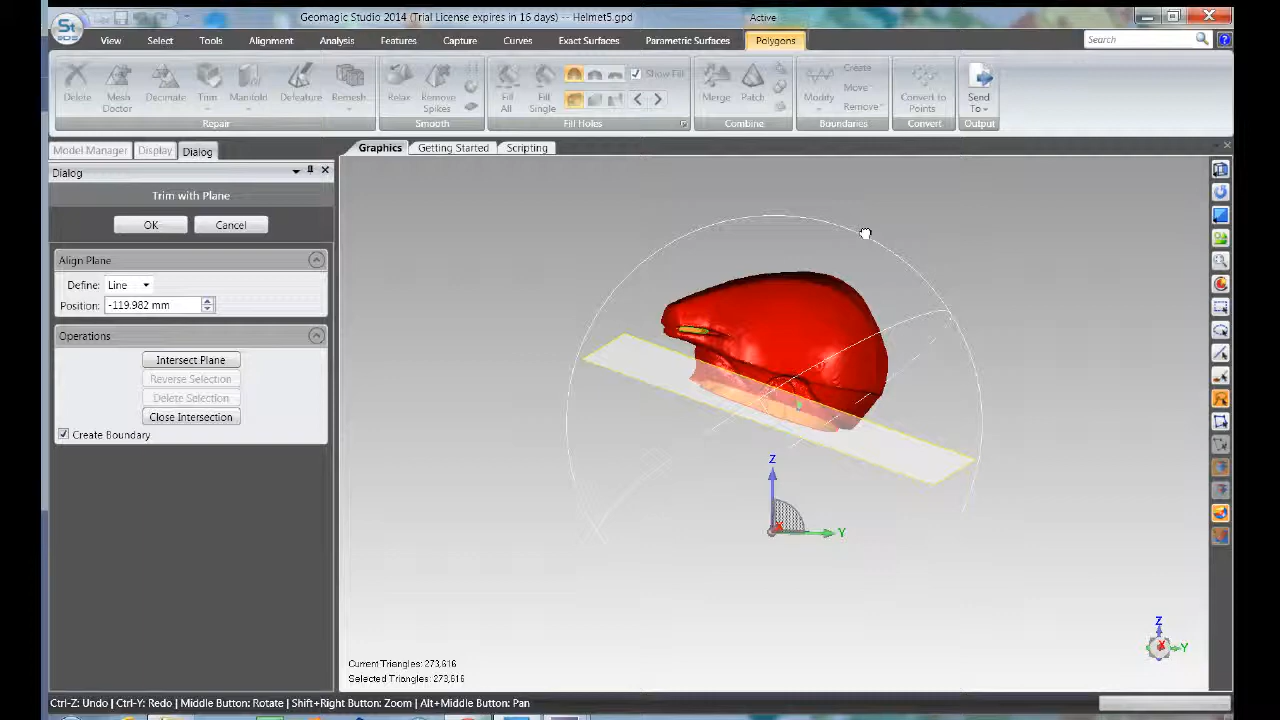 Geomagic Studio 2014 (Trial License:expires in 16 days) -- Helmet5.gpd
Active
St
3DS
View Select Tools Alignment Analysis Features Capture Curves Exact Surfaces Parametric Surfaces Polygons
Search
Delete Mesh Doctor Decimate Trim Manifold Defeature Remesh
Relax Remove Spikes
Fill All Fill Single Show Fill
Merge Patch
Modify Create Move Remove
Convert to Points
Send To
Repair Smooth Fill Holes Combine Boundaries Convert Output
Model Manager Display Dialog
Graphics Getting Started Scripting
Dialog
Trim with Plane
OK Cancel
Align Plane
Define: Line
Position: -119.982 mm
Operations
Intersect Plane
Reverse Selection
Delete Selection
Close Intersection
Create Boundary
Z
X
Y
Z
X
Y
Current Triangles: 273,616
Selected Triangles: 273,616
Ctrl-Z: Undo | Ctrl-Y: Redo | Middle Button: Rotate | Shift+Right Button: Zoom | Alt+Middle Button: Pan